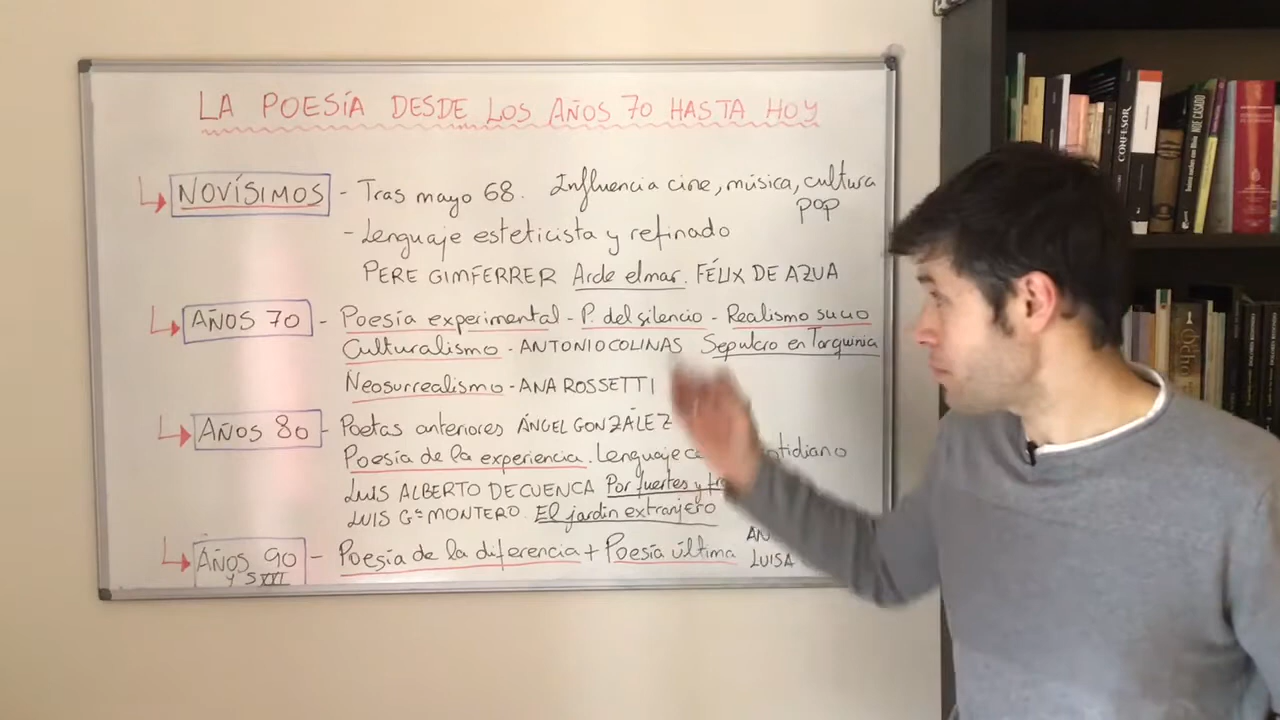 LA POESÍA DESDE LOS AÑOS 70 HASTA HOY
NOVÍSIMOS - Tras mayo 68. Influencia cine, música, cultura
pop
- Lenguaje esteticista y refinado
PERE GIMFERRER Arde el mar. FÉLIX DE AZUA
AÑOS 70 - Poesía experimental - P. del silencio - Realismo sucio
Culturalismo - ANTONIO COLINAS Sepulcro en Tarquinia
Neosurrealismo - ANA ROSSETTI
AÑOS 80 - Poetas anteriores ÁNGEL GONZÁLEZ
Poesía de la experiencia. Lenguaje
LUIS ALBERTO DE CUENCA Por fuertes y
LUIS Gª MONTERO. El jardín extranjero
AÑOS 90 - Poesía de la diferencia + Poesía última
Y S XXI
LUISA
CONFESOR
NOE CASADO